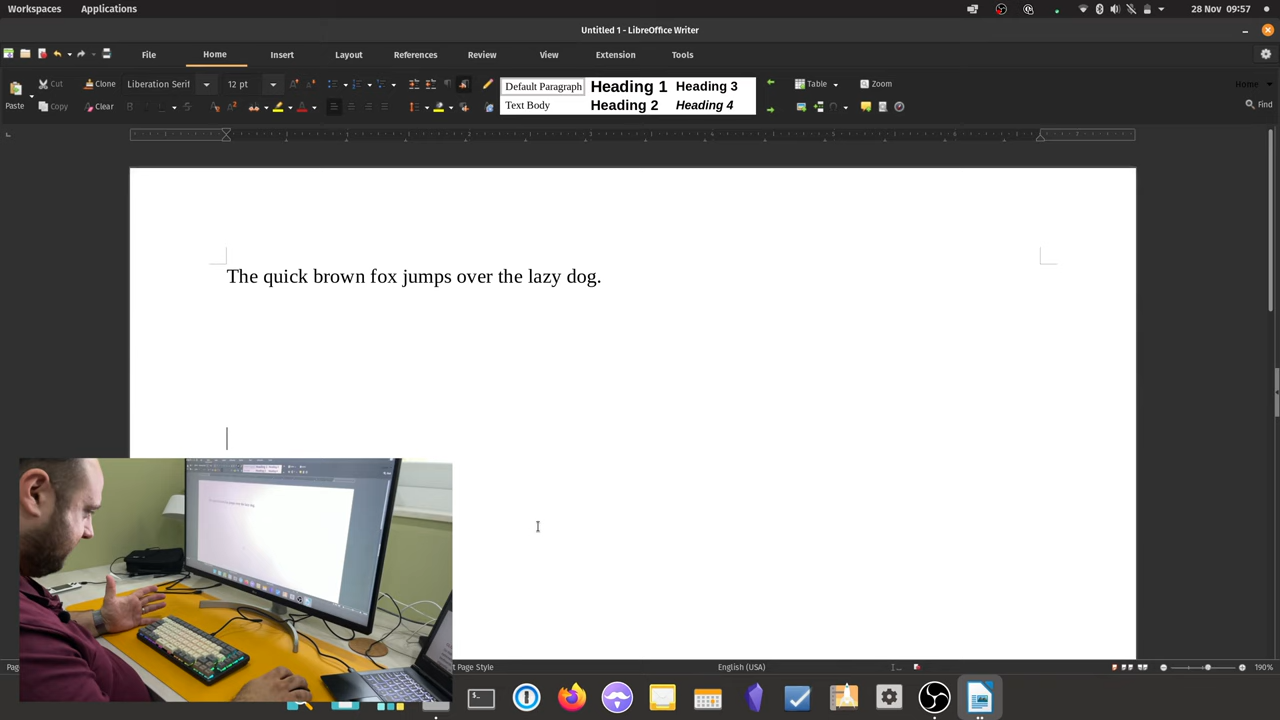 Workspaces Applications 28 Nov 09:57
Untitled 1 - LibreOffice Writer
File Home Insert Layout References Review View Extension Tools
Paste Cut Clone Liberation Serif 12 pt Default Paragraph Heading 1 Heading 3 Table Zoom Home
Copy Clear Text Body Heading 2 Heading 4 Find
The quick brown fox jumps over the lazy dog.
Page Style English (USA) 190%